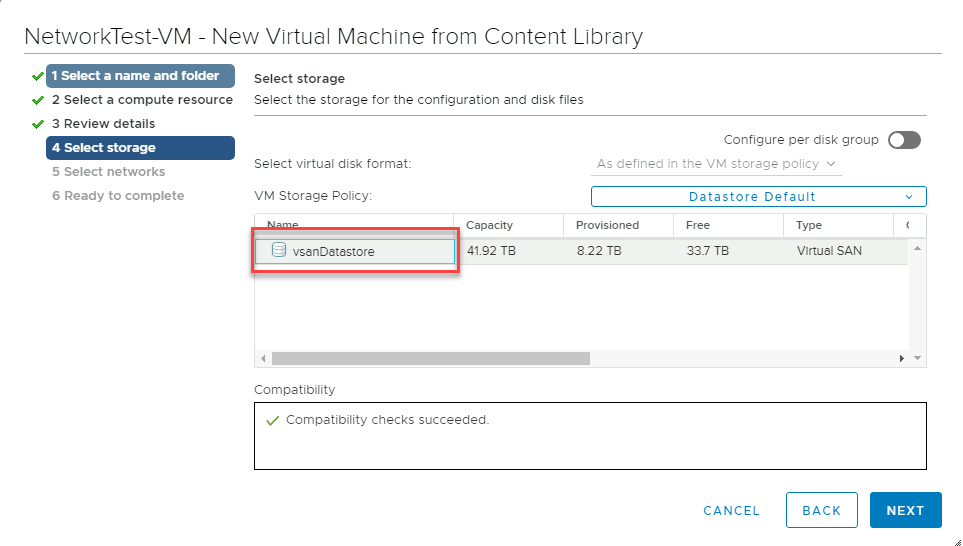 NetworkTest-VM - New Virtual Machine from Content Library
1 Select a name and folder
2 Select a compute resource
3 Review details
4 Select storage
5 Select networks
6 Ready to complete
Select storage
Select the storage for the configuration and disk files
Configure per disk group
Select virtual disk format:
As defined in the VM storage policy
VM Storage Policy:
Datastore Default
Name Capacity Provisioned Free Type
vsanDatastore 41.92 TB 8.22 TB 33.7 TB Virtual SAN
Compatibility
Compatibility checks succeeded.
CANCEL BACK NEXT